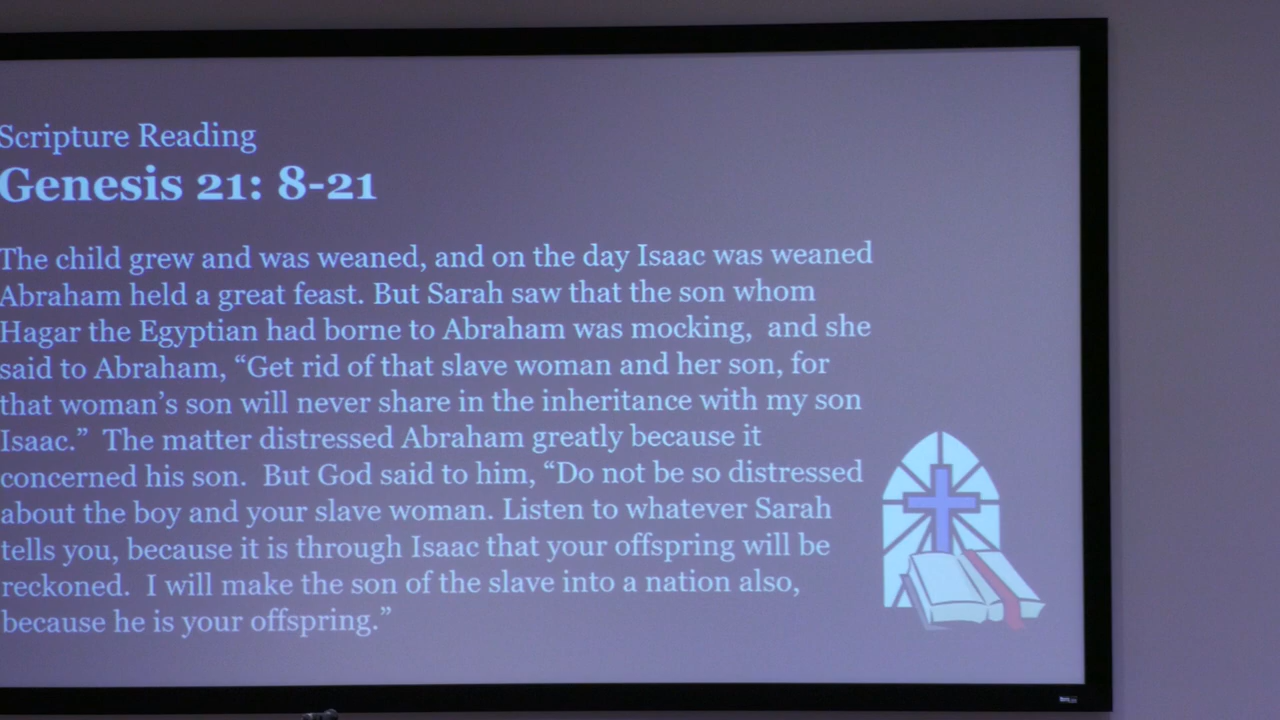 Scripture Reading
Genesis 21: 8-21
The child grew and was weaned, and on the day Isaac was weaned
Abraham held a great feast. But Sarah saw that the son whom
Hagar the Egyptian had borne to Abraham was mocking,  and she
said to Abraham, “Get rid of that slave woman and her son, for
that woman’s son will never share in the inheritance with my son
Isaac.”  The matter distressed Abraham greatly because it
concerned his son.  But God said to him, “Do not be so distressed
about the boy and your slave woman. Listen to whatever Sarah
tells you, because it is through Isaac that your offspring will be
reckoned.  I will make the son of the slave into a nation also,
because he is your offspring.”